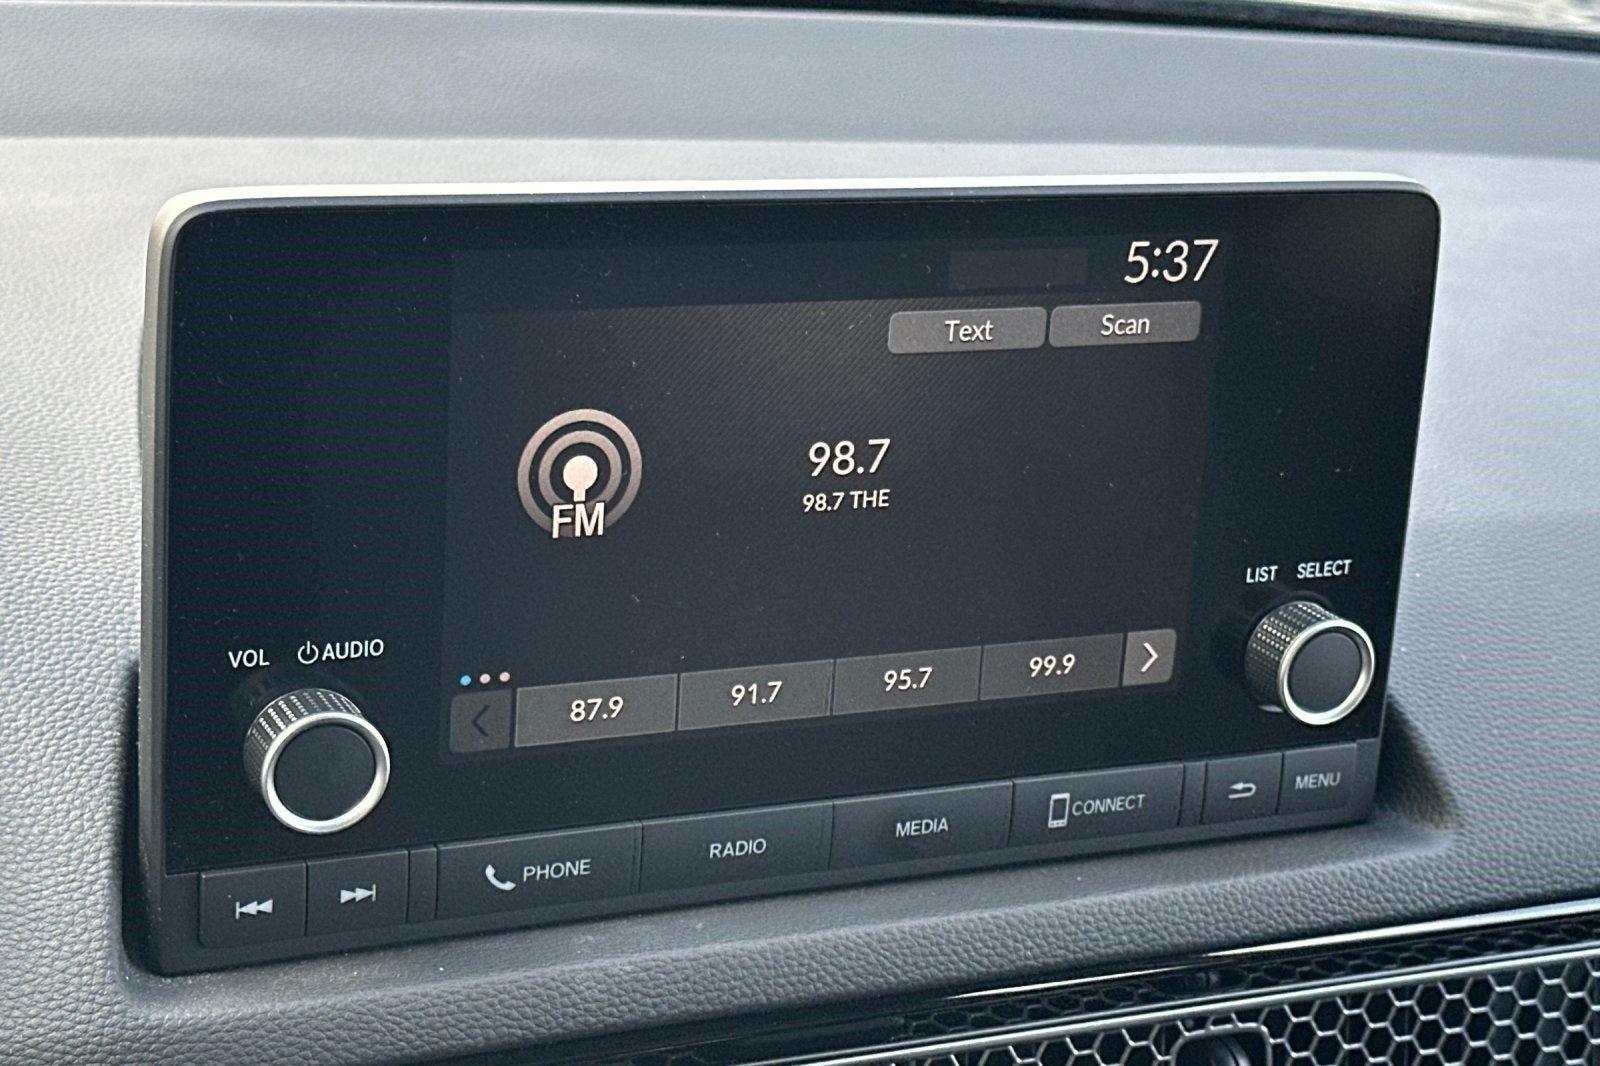 5:37
Text Scan
98.7
98.7 THE
FM
LIST SELECT
VOL AUDIO
87.9 91.7 95.7 99.9
PHONE RADIO MEDIA CONNECT MENU